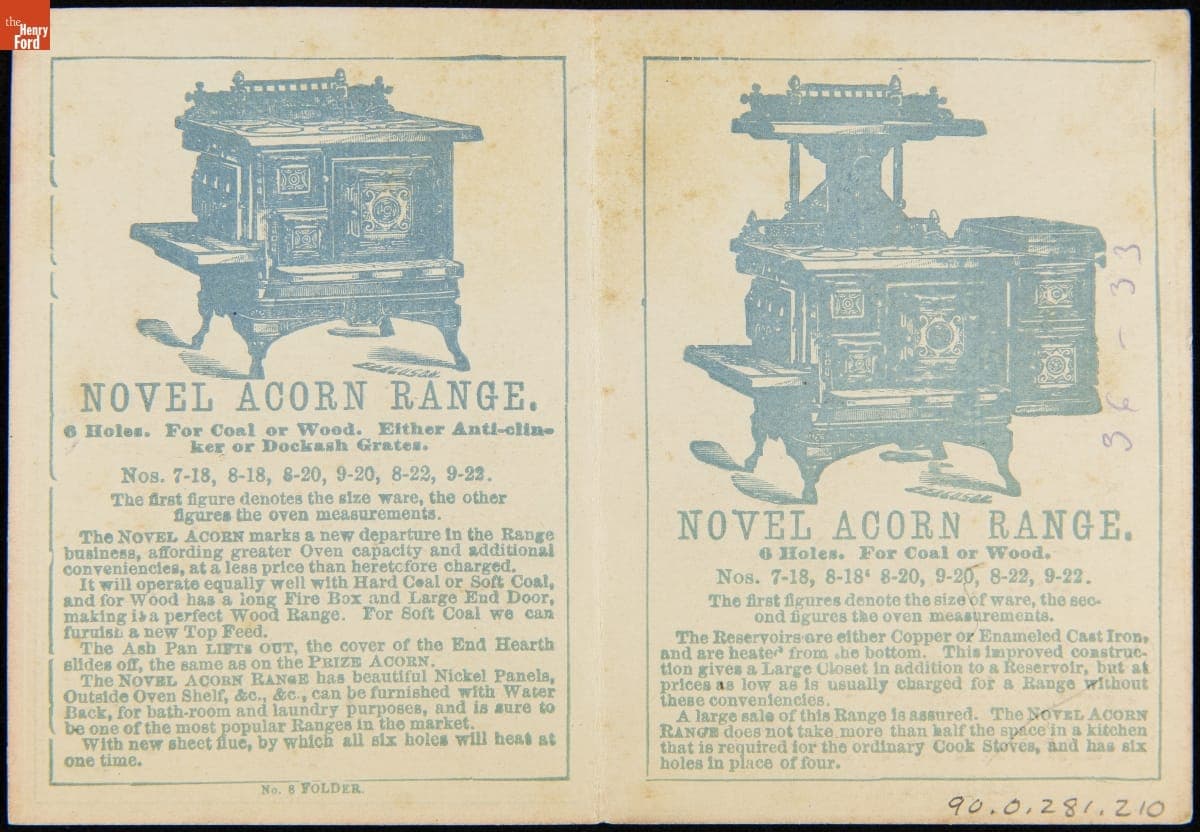 the
Henry
Ford
FERGUSON
NOVEL ACORN RANGE.
6 Holes. For Coal or Wood. Either Anti-clin-
ker or Dockash Grates.
Nos. 7-18, 8-18, 8-20, 9-20, 8-22, 9-22.
The first figure denotes the size ware, the other
figures the oven measurements.
The NOVEL ACORN marks a new departure in the Range
business, affording greater Oven capacity and additional
conveniencies, at a less price than heretofore charged.
It will operate equally well with Hard Coal or Soft Coal,
and for Wood has a long Fire Box and Large End Door,
making it a perfect Wood Range. For Soft Coal we can
furnish a new Top Feed.
The Ash Pan LIFTS OUT, the cover of the End Hearth
slides off, the same as on the PRIZE ACORN.
The NOVEL ACORN RANGE has beautiful Nickel Panels,
Outside Oven Shelf, &c., &c., can be furnished with Water
Back, for bath-room and laundry purposes, and is sure to
be one of the most popular Ranges in the market.
With new sheet flue, by which all six holes will heat at
one time.
No. 8 FOLDER.
FERGUSON
NOVEL ACORN RANGE.
6 Holes. For Coal or Wood.
Nos. 7-18, 8-18‘ 8-20, 9-20, 8-22, 9-22.
The first figures denote the size of ware, the sec-
ond figures the oven measurements.
The Reservoirs are either Copper or Enameled Cast Iron,
and are heated from the bottom. This improved construc-
tion gives a Large Closet in addition to a Reservoir, but at
prices as low as is usually charged for a Range without
these conveniencies.
A large sale of this Range is assured. The NOVEL ACORN
RANGE does not take more than half the space in a kitchen
that is required for the ordinary Cook Stoves, and has six
holes in place of four.
36-33
90.0.281.210